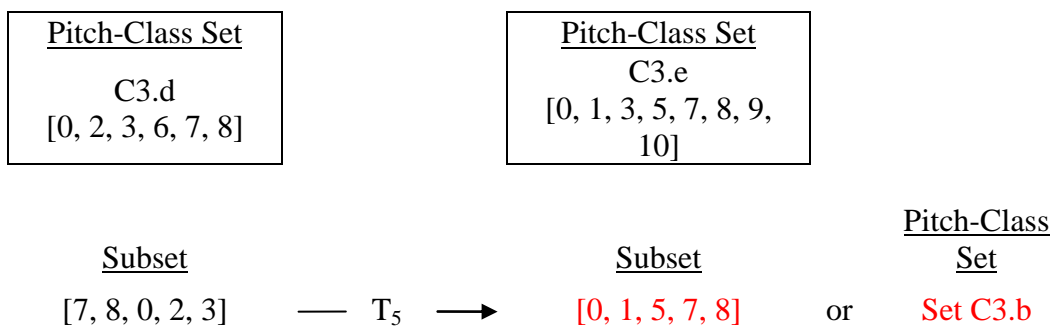 Pitch-Class Set
C3.d
[0, 2, 3, 6, 7, 8]
Pitch-Class Set
C3.e
[0, 1, 3, 5, 7, 8, 9,
10]
Subset
[7, 8, 0, 2, 3]
T5
Subset
[0, 1, 5, 7, 8]
or
Pitch-Class
Set
Set C3.b